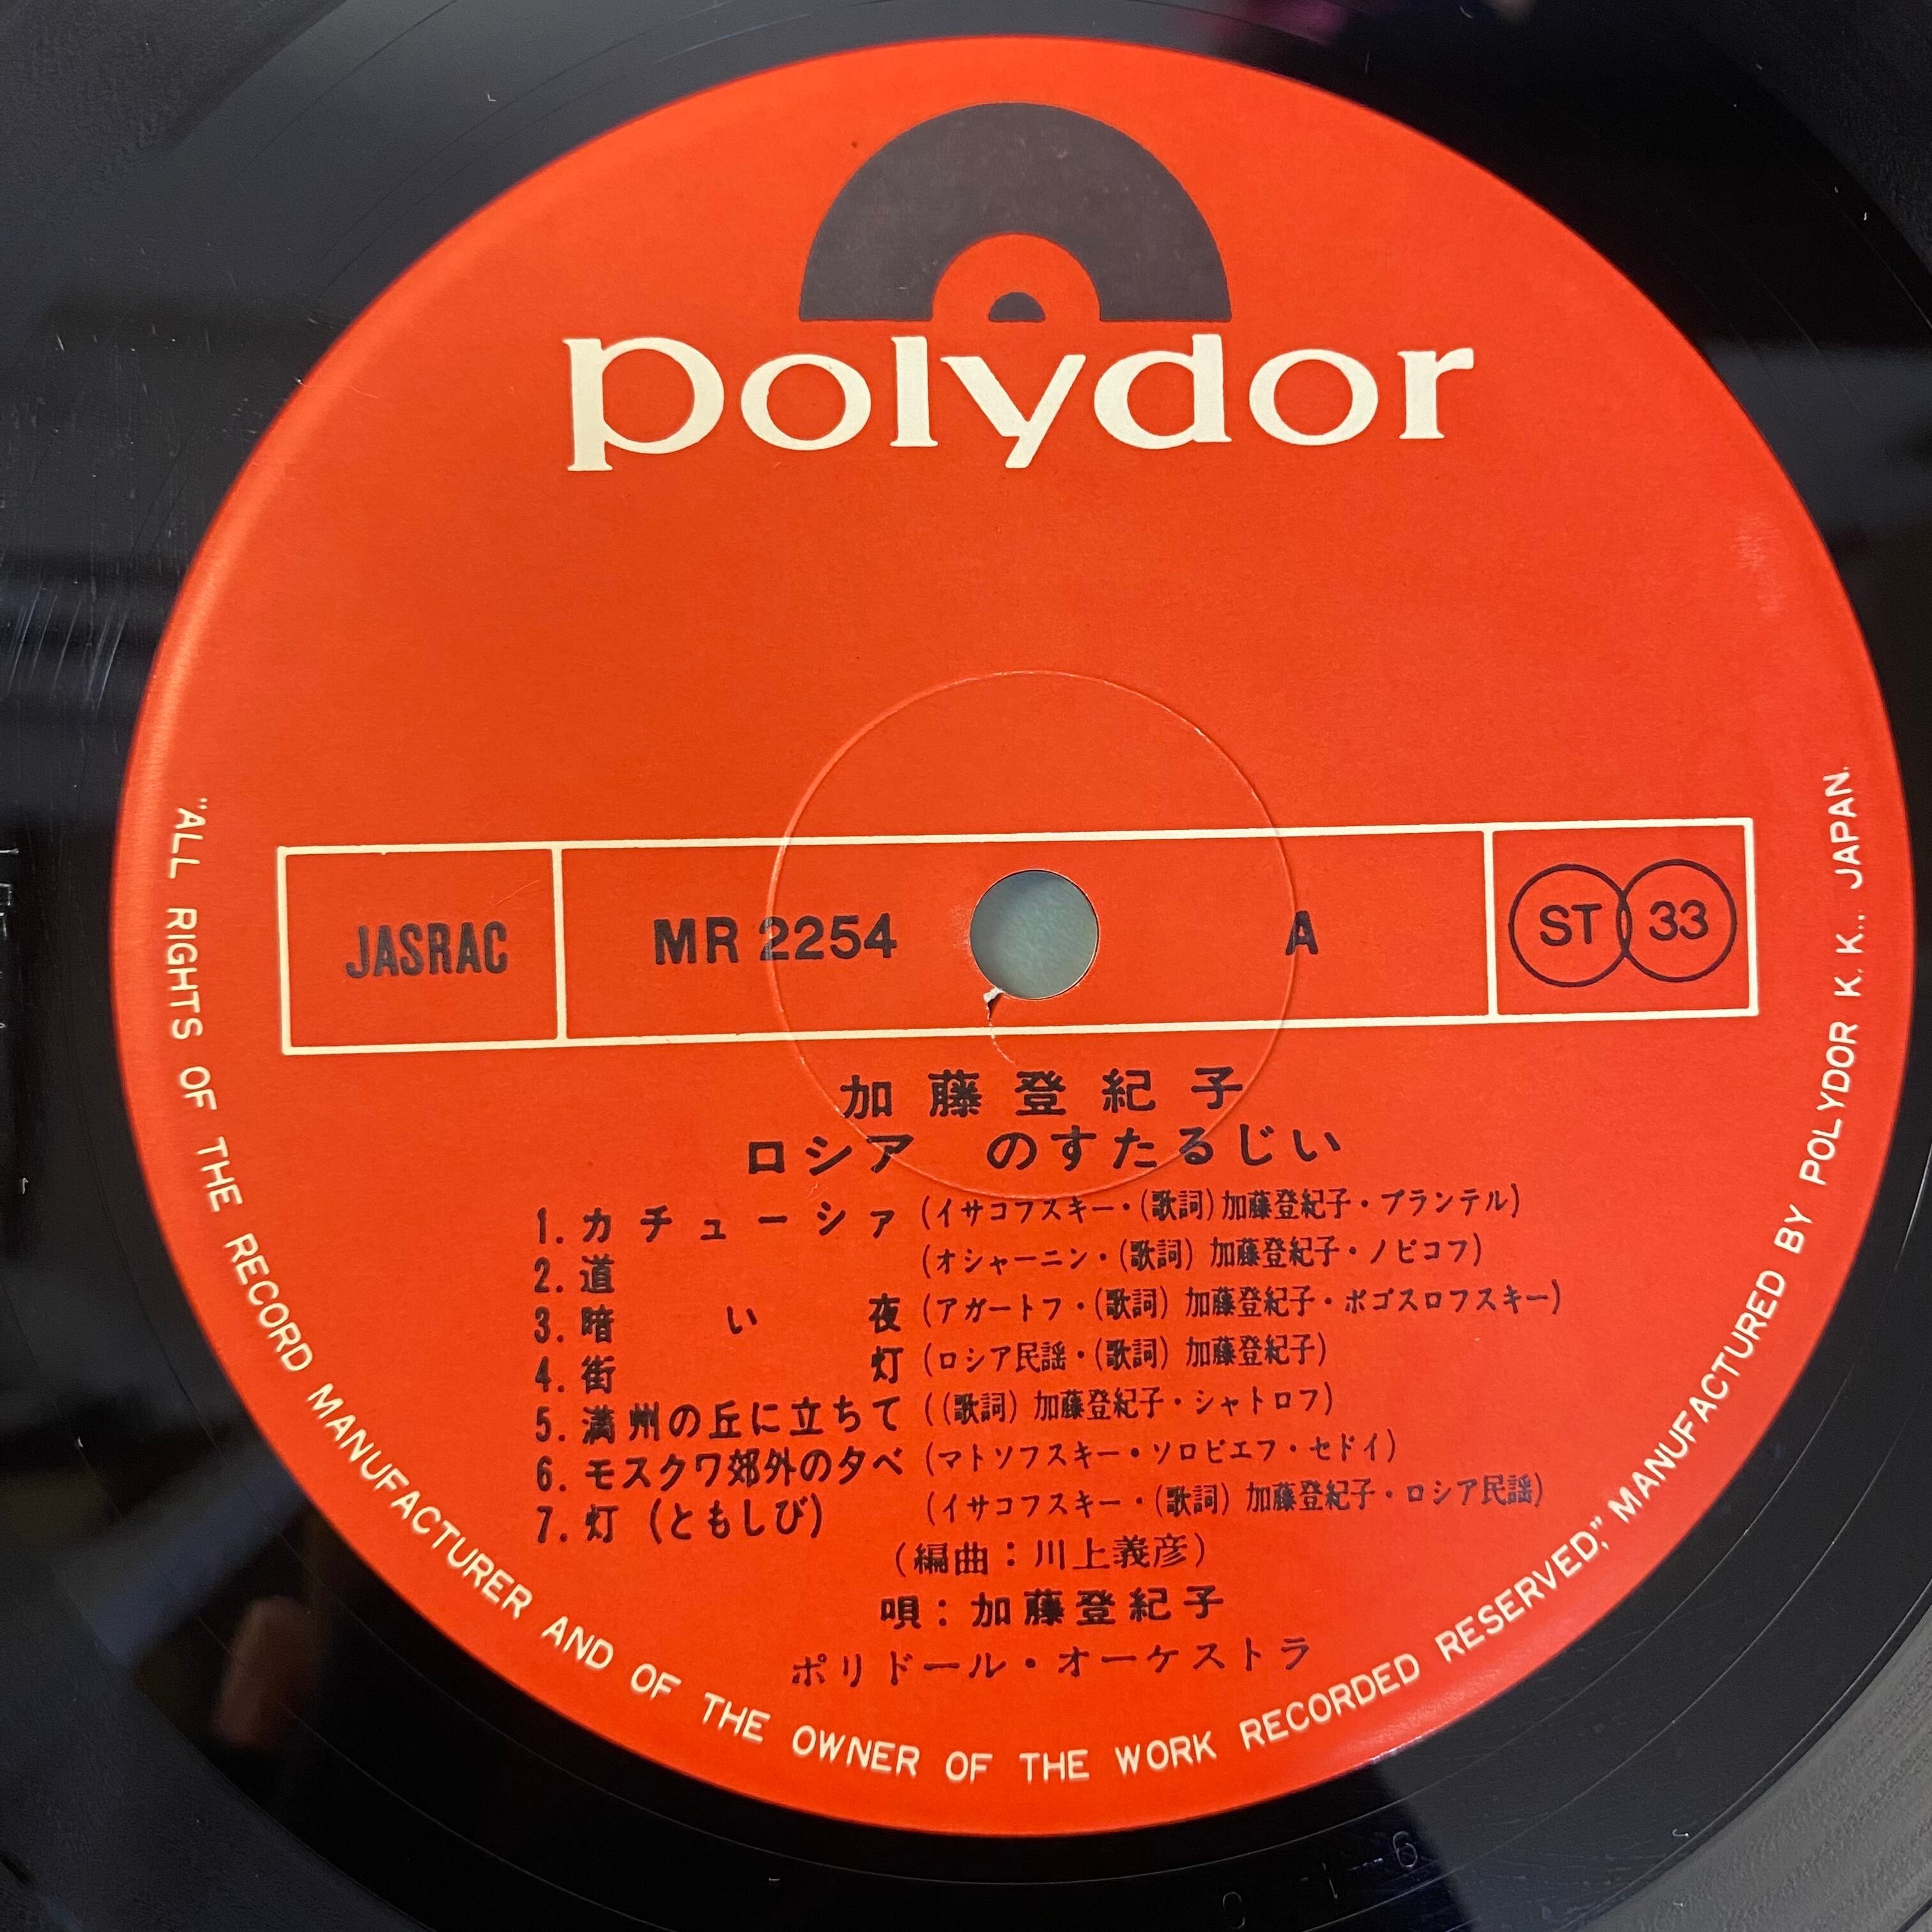 polydor
JASRAC
MR 2254
A
ST 33
加藤登紀子
ロシア のすたるじい
1. カチューシァ (イサコフスキー・(歌詞) 加藤登紀子・ブランテル)
2. 道 (オシャーニン・(歌詞) 加藤登紀子・ノビコフ)
3. 暗い夜 (アガートフ・(歌詞) 加藤登紀子・ボゴスロフスキー)
4. 街灯 (ロシア民謡・(歌詞) 加藤登紀子)
5. 満州の丘に立ちて ((歌詞) 加藤登紀子・シャトロフ)
6. モスクワ郊外の夕べ (マトソフスキー・ソロビエフ・セドイ)
7. 灯 (ともしび) (イサコフスキー・(歌詞) 加藤登紀子・ロシア民謡)
(編曲：川上義彦)
唄：加藤登紀子
ポリドール・オーケストラ
"ALL RIGHTS OF THE RECORD MANUFACTURER AND OF THE OWNER OF THE WORK RECORDED RESERVED," MANUFACTURED BY POLYDOR K. K., JAPAN.